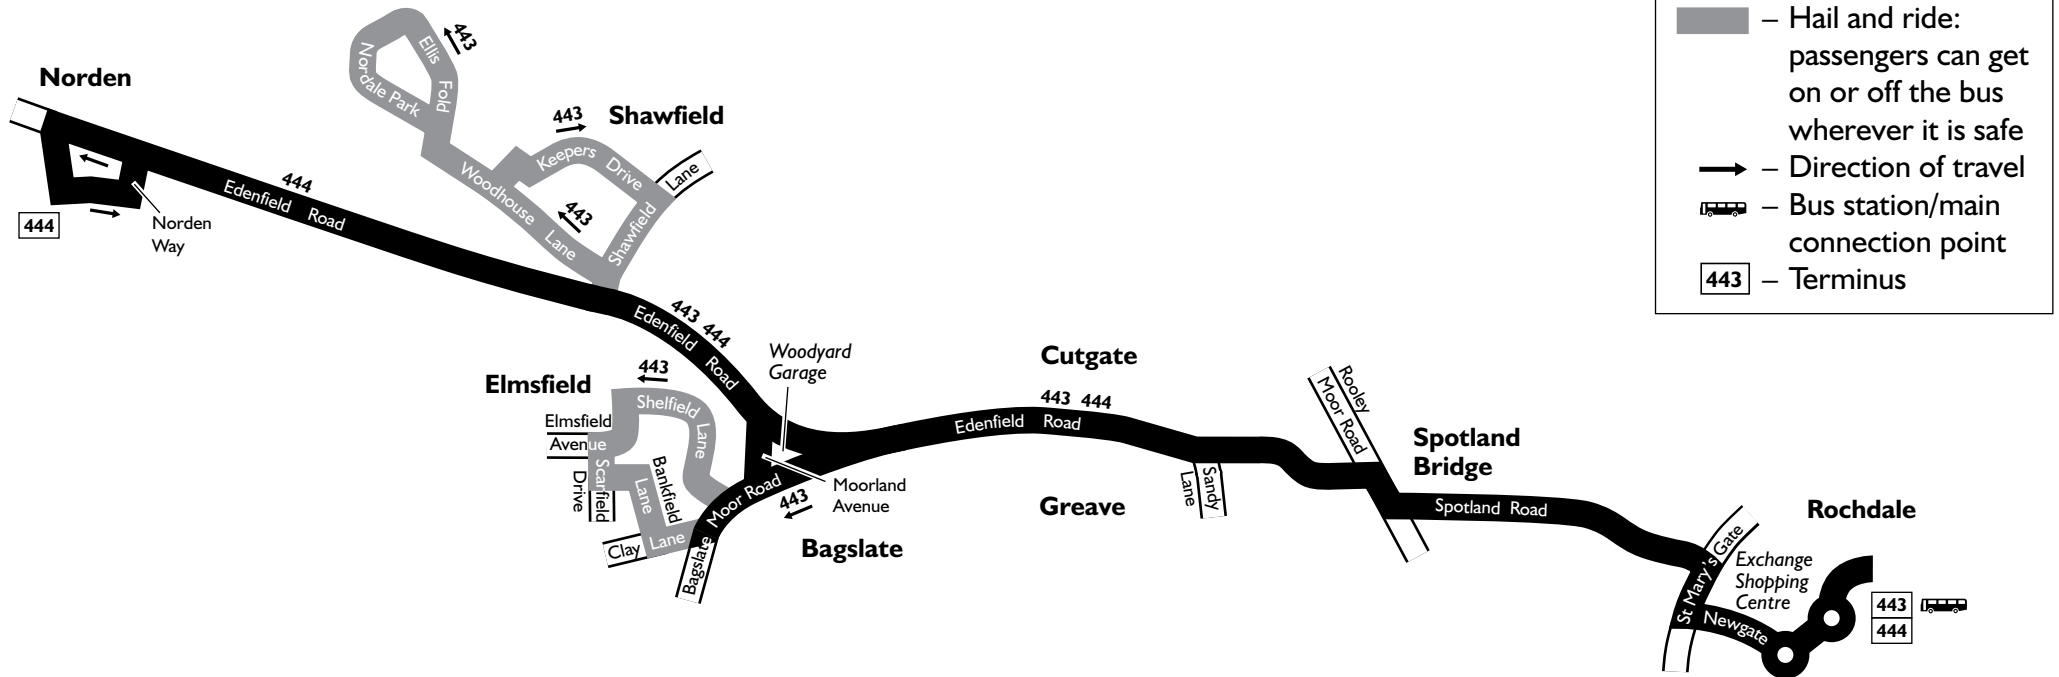 Norden
444
Norden
Way
444
Edenfield Road
Nordale Park
Ellis Fold
443
Shawfield
443
Keepers Drive
Lane
Woodhouse Lane
443
Shawfield
443 444
Edenfield Road
Woodyard
Garage
Elmsfield
443
Shelfield Lane
Elmsfield
Avenue
Scarfield
Drive
Bankfield
Lane
Clay Lane
Bagslate Moor Road
443
Moorland
Avenue
Bagslate
Cutgate
443 444
Edenfield Road
Greave
Sandy
Lane
Rooley
Moor Road
Spotland
Bridge
Spotland Road
Rochdale
St Mary's Gate
Exchange
Shopping
Centre
Newgate
443
444
– Hail and ride:
passengers can get
on or off the bus
wherever it is safe
– Direction of travel
– Bus station/main
connection point
443 – Terminus